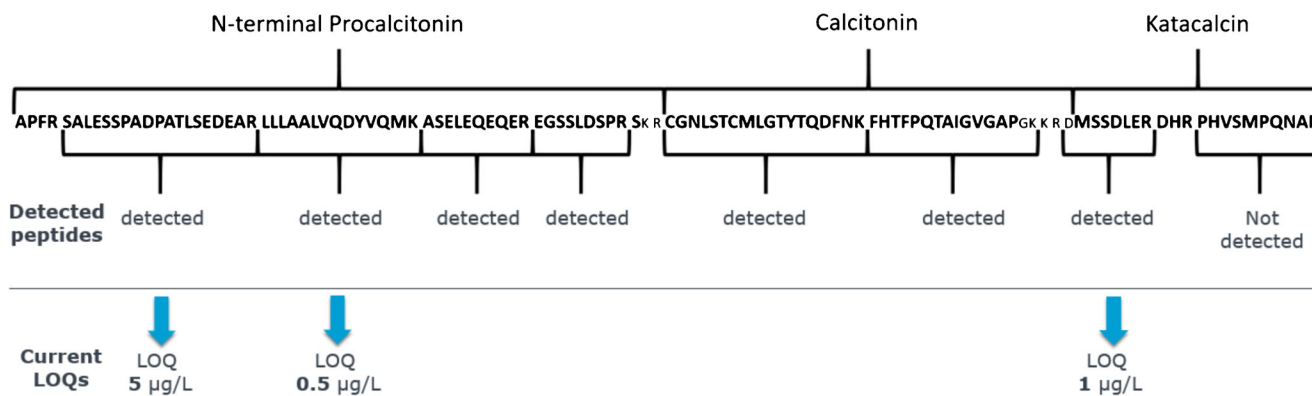 N-terminal Procalcitonin Calcitonin Katacalcin
APFR SALESSPADPATLSEDEAR LLLAALVQDYVQMK ASELEQEQER EGSSLDSPR SK R CGNLSTCMLGTYTQDFNK FHTFPQTAIGVGAPGK K R DMSSDLER DHR PHVSMPQNA
Detected peptides detected detected detected detected detected detected detected Not detected
Current LOQs LOQ 5 µg/L LOQ 0.5 µg/L LOQ 1 µg/L